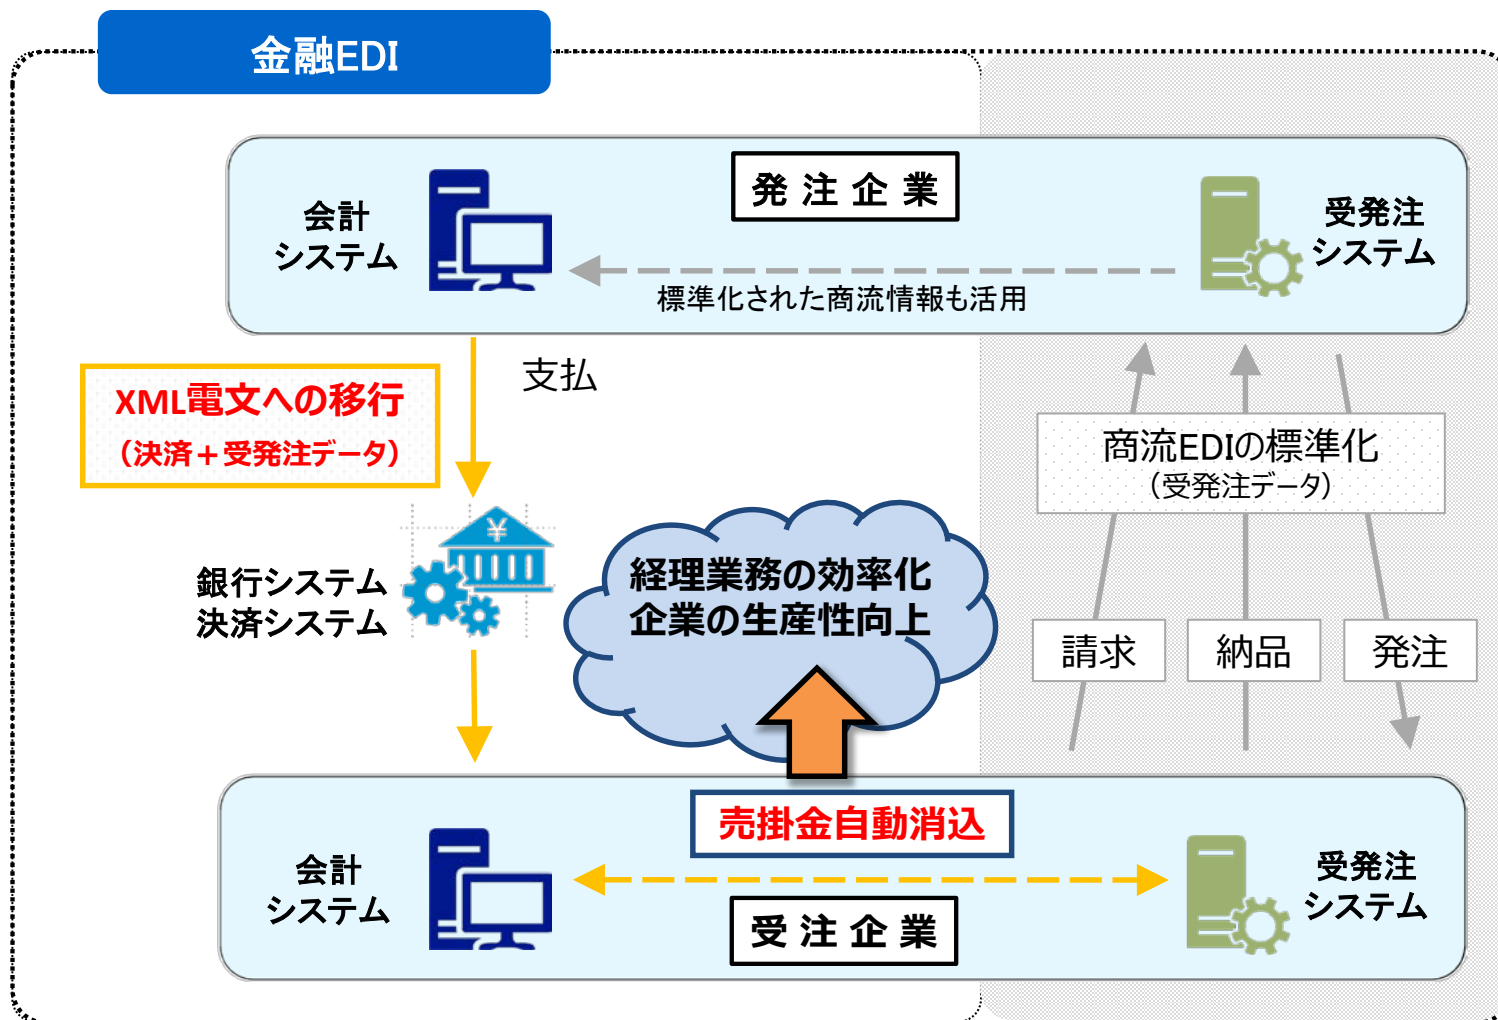 金融EDI
発注企業
会計
システム
受発注
システム
標準化された商流情報も活用
XML電文への移行
（決済＋受発注データ）
支払
商流EDIの標準化
（受発注データ）
¥
銀行システム
決済システム
経理業務の効率化
企業の生産性向上
請求
納品
発注
売掛金自動消込
会計
システム
受発注
システム
受注企業